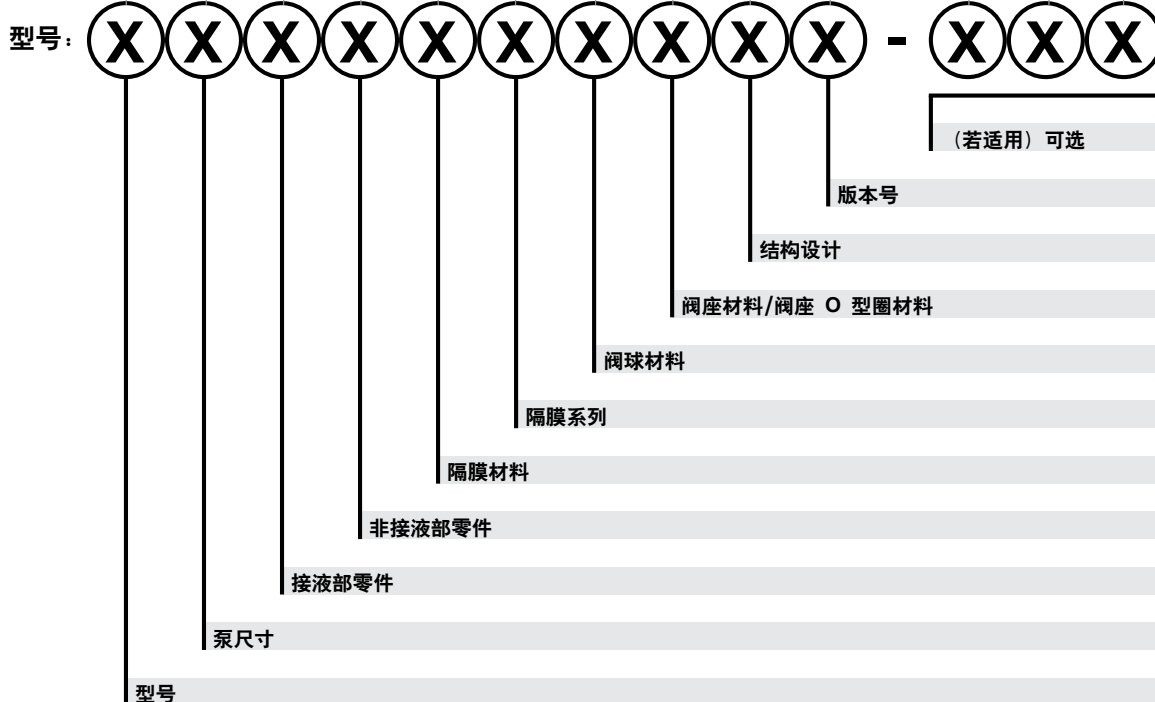 型号: X X X X X X X X X X - X X X
（若适用）可选
版本号
结构设计
阀座材料/阀座 O 型圈材料
阀球材料
隔膜系列
隔膜材料
非接液部零件
接液部零件
泵尺寸
型号